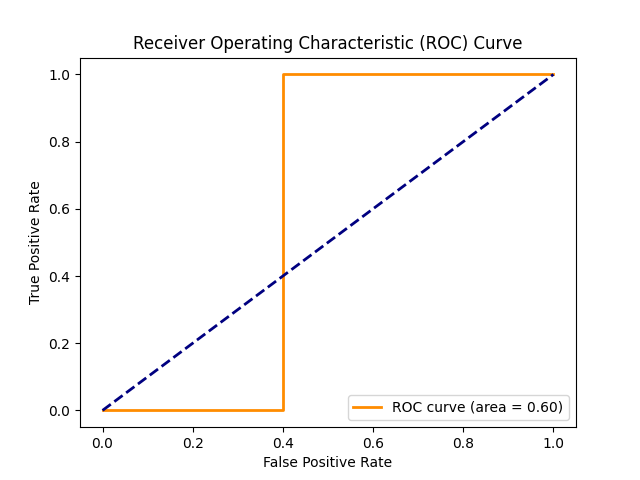 Receiver Operating Characteristic (ROC) Curve
1.0
0.8
0.6
0.4
0.2
0.0
True Positive Rate
ROC curve (area = 0.60)
0.0 0.2 0.4 0.6 0.8 1.0
False Positive Rate